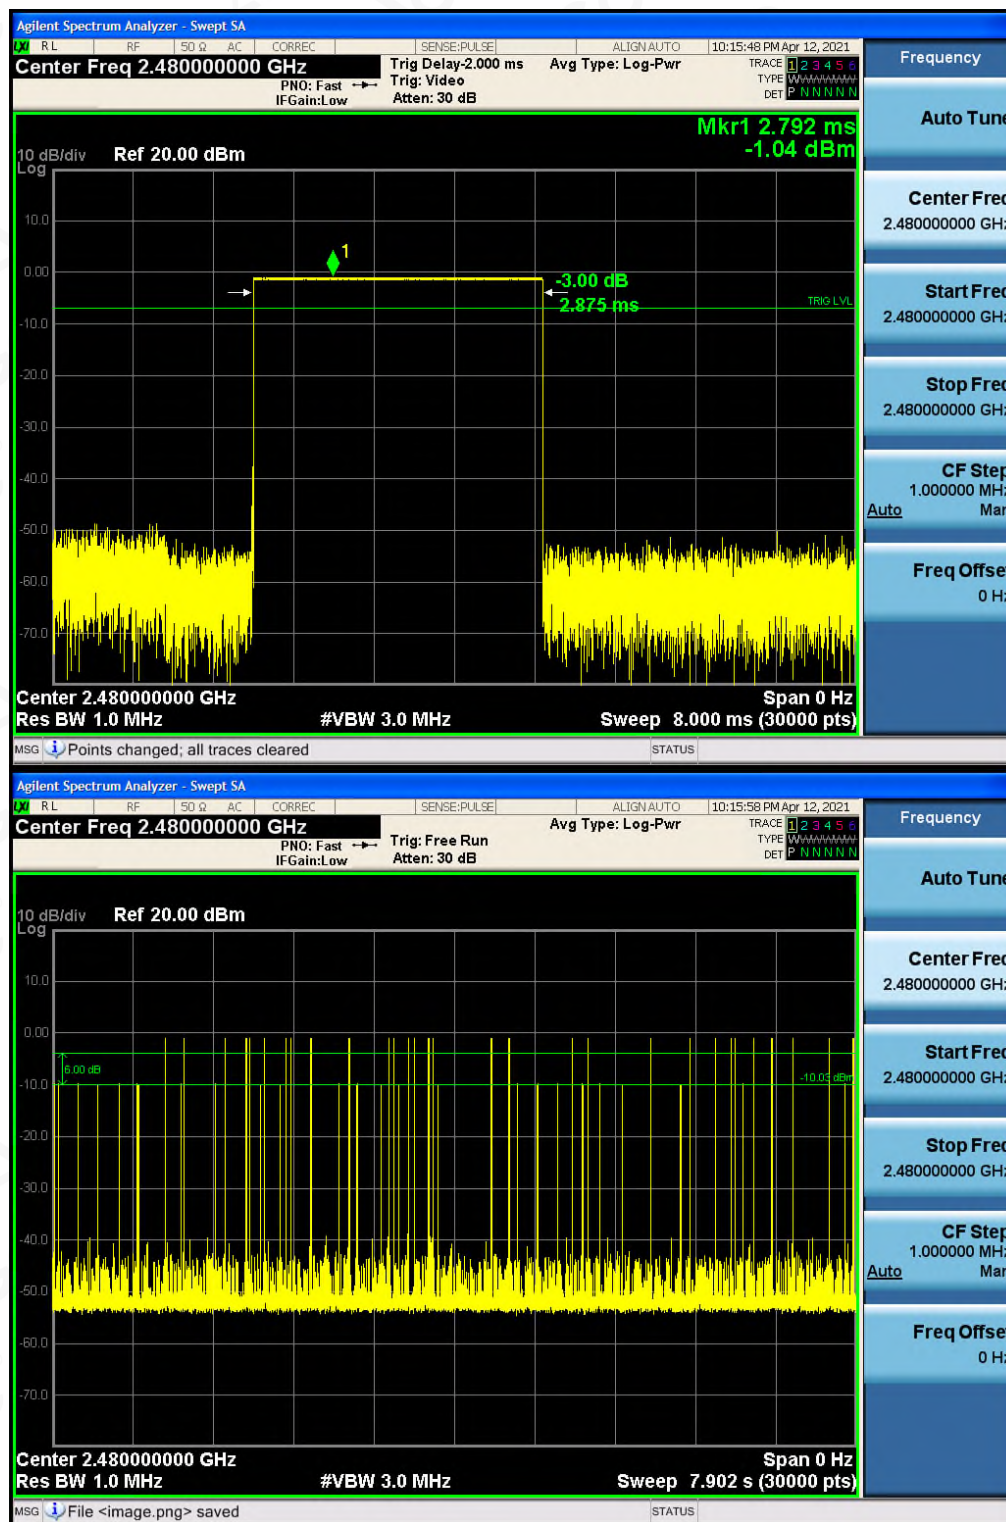 Agilent Spectrum Analyzer - Swept SA
LXI RL RF 50 Ω AC CORREC SENSE:PULSE ALIGN AUTO 10:15:48 PM Apr 12, 2021
Center Freq 2.480000000 GHz
PNO: Fast
IFGain:Low
Trig Delay-2.000 ms
Trig: Video
Atten: 30 dB
Avg Type: Log-Pwr
TRACE 1 2 3 4 5 6
TYPE
DET P N N N N N
Mkr1 2.792 ms
-1.04 dBm
10 dB/div Ref 20.00 dBm
Log
10.0
1
0.00
-3.00 dB
2.875 ms
TRIG LVL
-10.0
-20.0
-30.0
-40.0
-50.0
-60.0
-70.0
Center 2.480000000 GHz Span 0 Hz
Res BW 1.0 MHz #VBW 3.0 MHz Sweep 8.000 ms (30000 pts)
MSG Points changed; all traces cleared STATUS
Frequency
Auto Tune
Center Freq
2.480000000 GHz
Start Freq
2.480000000 GHz
Stop Freq
2.480000000 GHz
CF Step
1.000000 MHz
Auto Man
Freq Offset
0 Hz
Agilent Spectrum Analyzer - Swept SA
LXI RL RF 50 Ω AC CORREC SENSE:PULSE ALIGN AUTO 10:15:58 PM Apr 12, 2021
Center Freq 2.480000000 GHz
PNO: Fast
IFGain:Low
Trig: Free Run
Atten: 30 dB
Avg Type: Log-Pwr
TRACE 1 2 3 4 5 6
TYPE
DET P N N N N N
10 dB/div Ref 20.00 dBm
Log
10.0
0.00
6.00 dB
-10.03 dBm
-10.0
-20.0
-30.0
-40.0
-50.0
-60.0
-70.0
Center 2.480000000 GHz Span 0 Hz
Res BW 1.0 MHz #VBW 3.0 MHz Sweep 7.902 s (30000 pts)
MSG File <image.png> saved STATUS
Frequency
Auto Tune
Center Freq
2.480000000 GHz
Start Freq
2.480000000 GHz
Stop Freq
2.480000000 GHz
CF Step
1.000000 MHz
Auto Man
Freq Offset
0 Hz